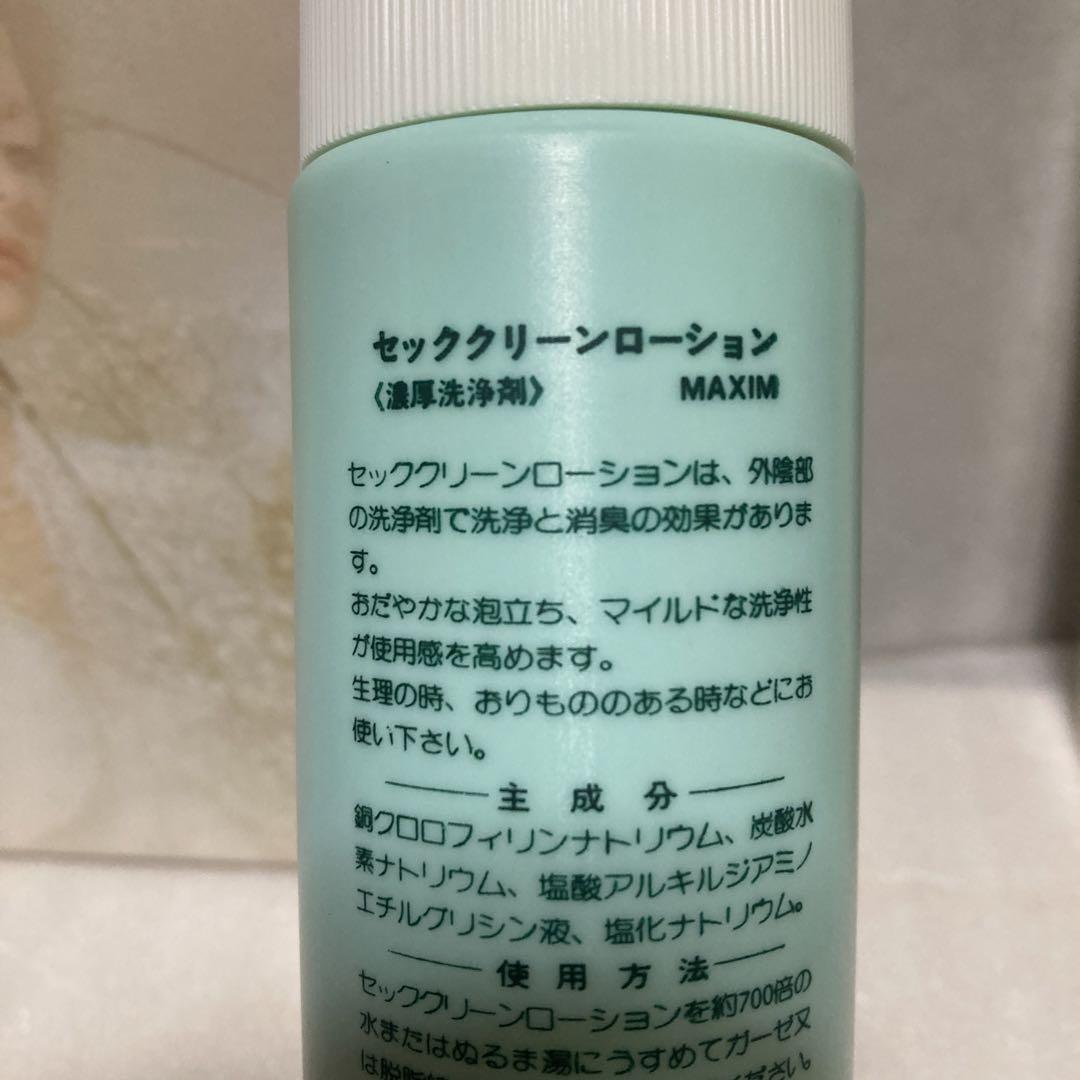 セッククリーンローション
〈濃厚洗浄剤〉 MAXIM
セッククリーンローションは、外陰部
の洗浄剤で洗浄と消臭の効果がありま
す。
おだやかな泡立ち、マイルドな洗浄性
が使用感を高めます。
生理の時、おりもののある時などにお
使い下さい。
主成分
銅クロロフィリンナトリウム、炭酸水
素ナトリウム、塩酸アルキルジアミノ
エチルグリシン液、塩化ナトリウム。
使用方法
セッククリーンローションを約700倍の
水またはぬるま湯にうすめてガーゼ又
は脱脂 ください。